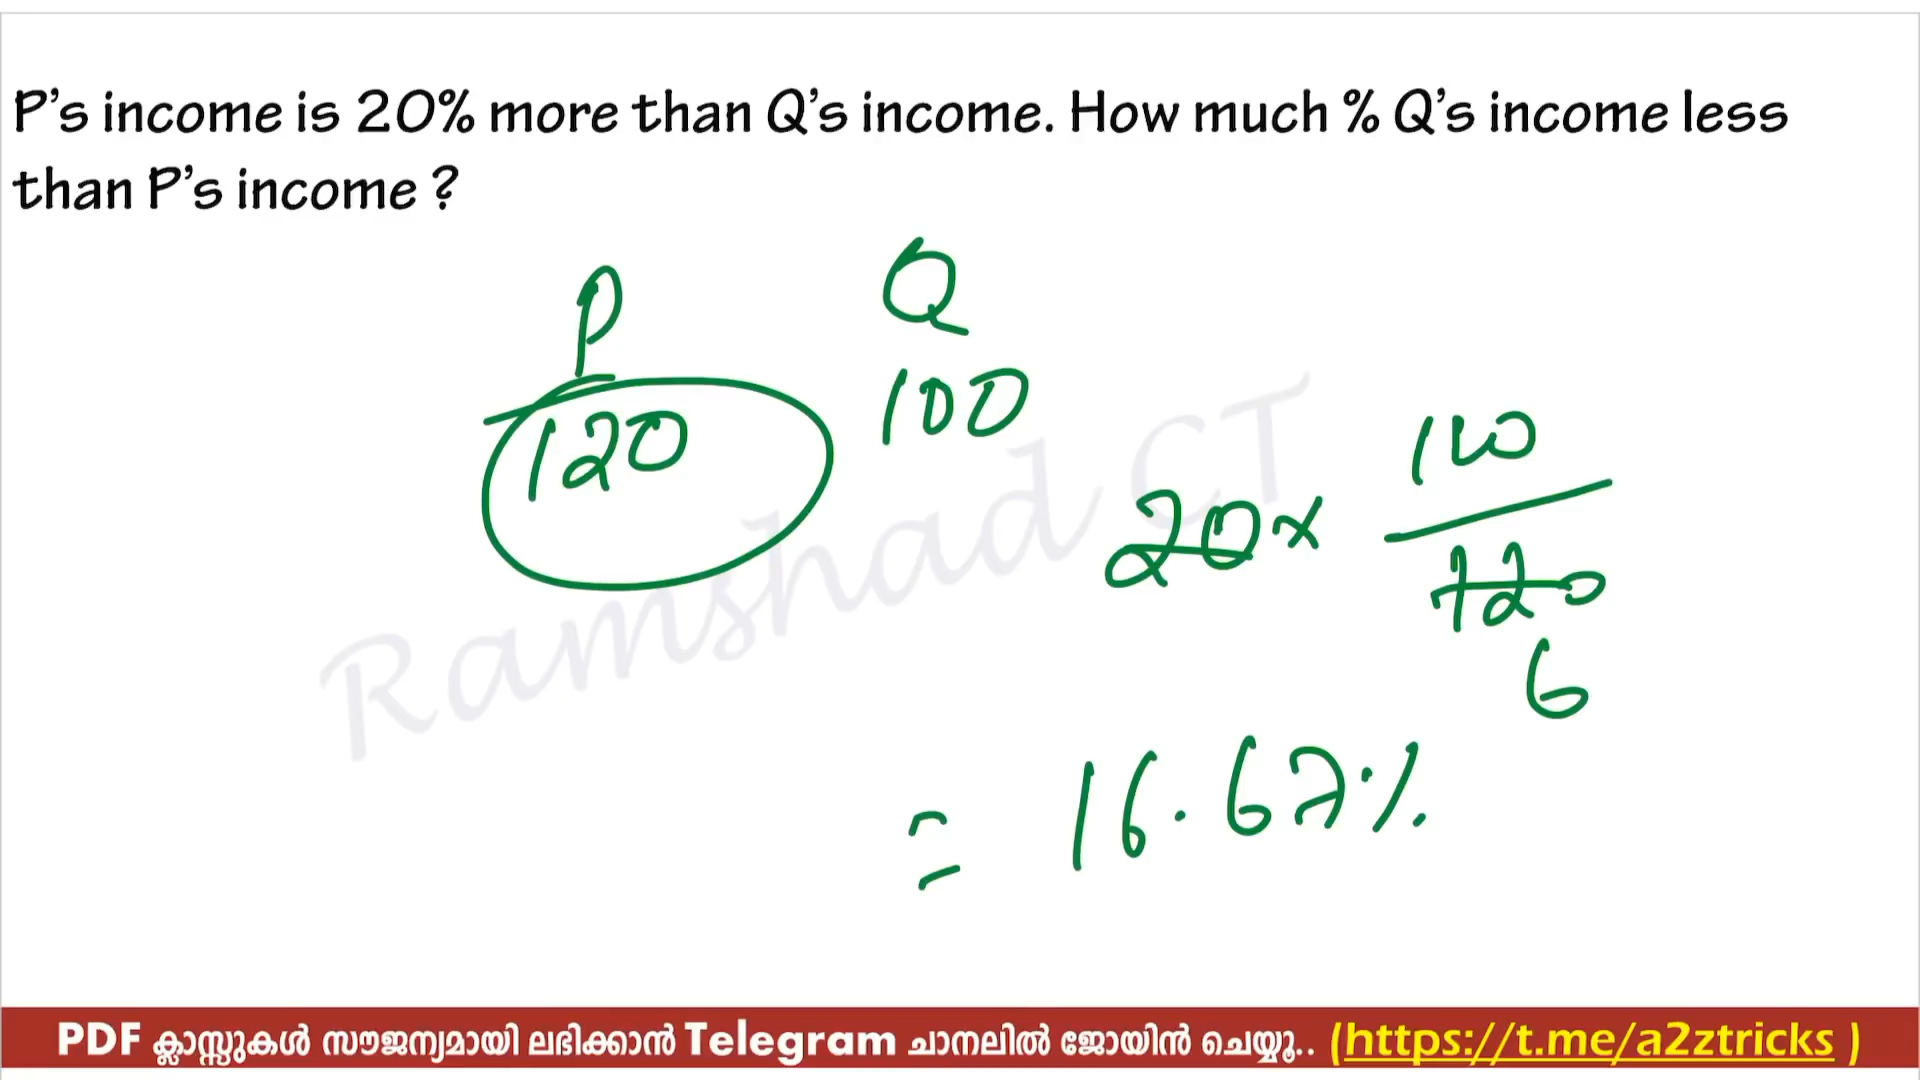 P's income is 20% more than Q's income. How much % Q's income less
than P's income ?
P Q
120 100
20 × 100
120
6
= 16.67%
Ramshad CT
PDF ക്ലാസ്സുകൾ സൗജന്യമായി ലഭിക്കാൻ Telegram ചാനലിൽ ജോയിൻ ചെയ്യൂ.. (https://t.me/a2ztricks )